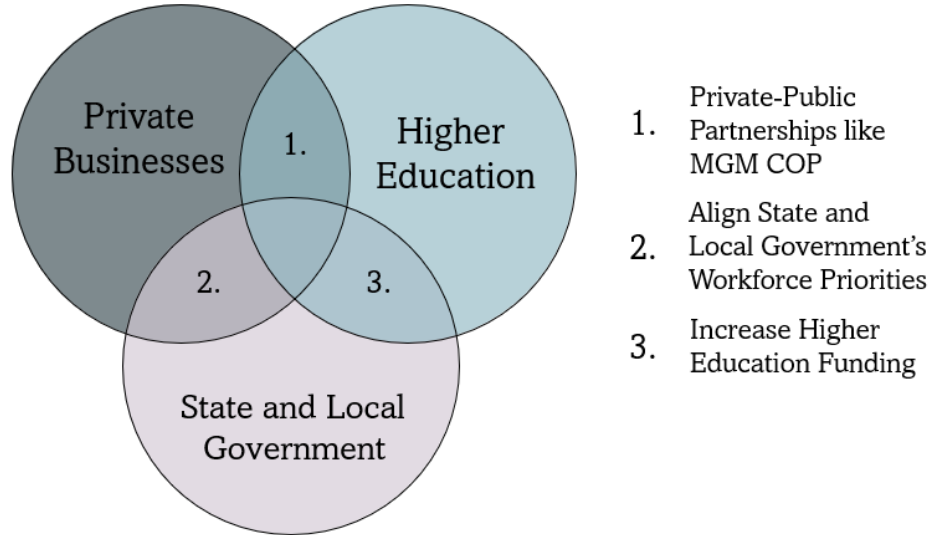 Private
Businesses
1.
Higher
Education
2.
3.
State and Local
Government
1.
Private-Public
Partnerships like
MGM COP
2.
Align State and
Local Government’s
Workforce Priorities
3.
Increase Higher
Education Funding